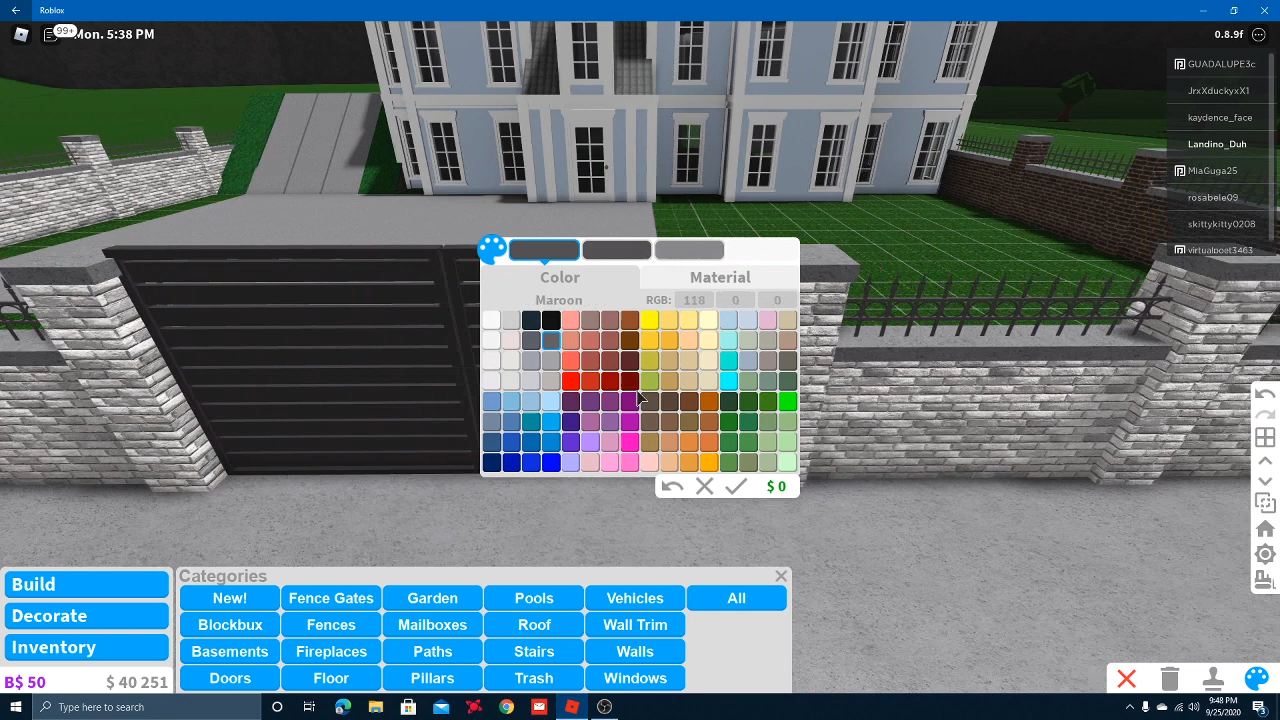 Roblox
99+
Mon. 5:38 PM
0.8.9f
GUADALUPE3c
JrxXduckyxX1
kaydence_face
Landino_Duh
MiaGuga25
rosabele09
skittykitty0208
virtualpoet3463
Color
Material
Maroon
RGB: 118 0 0
$ 0
Build
Decorate
Inventory
B$ 50
$ 40 251
Categories
New!
Fence Gates
Garden
Pools
Vehicles
All
Blockbux
Fences
Mailboxes
Roof
Wall Trim
Basements
Fireplaces
Paths
Stairs
Walls
Doors
Floor
Pillars
Trash
Windows
Type here to search
9:48 PM
9/25/2020
3